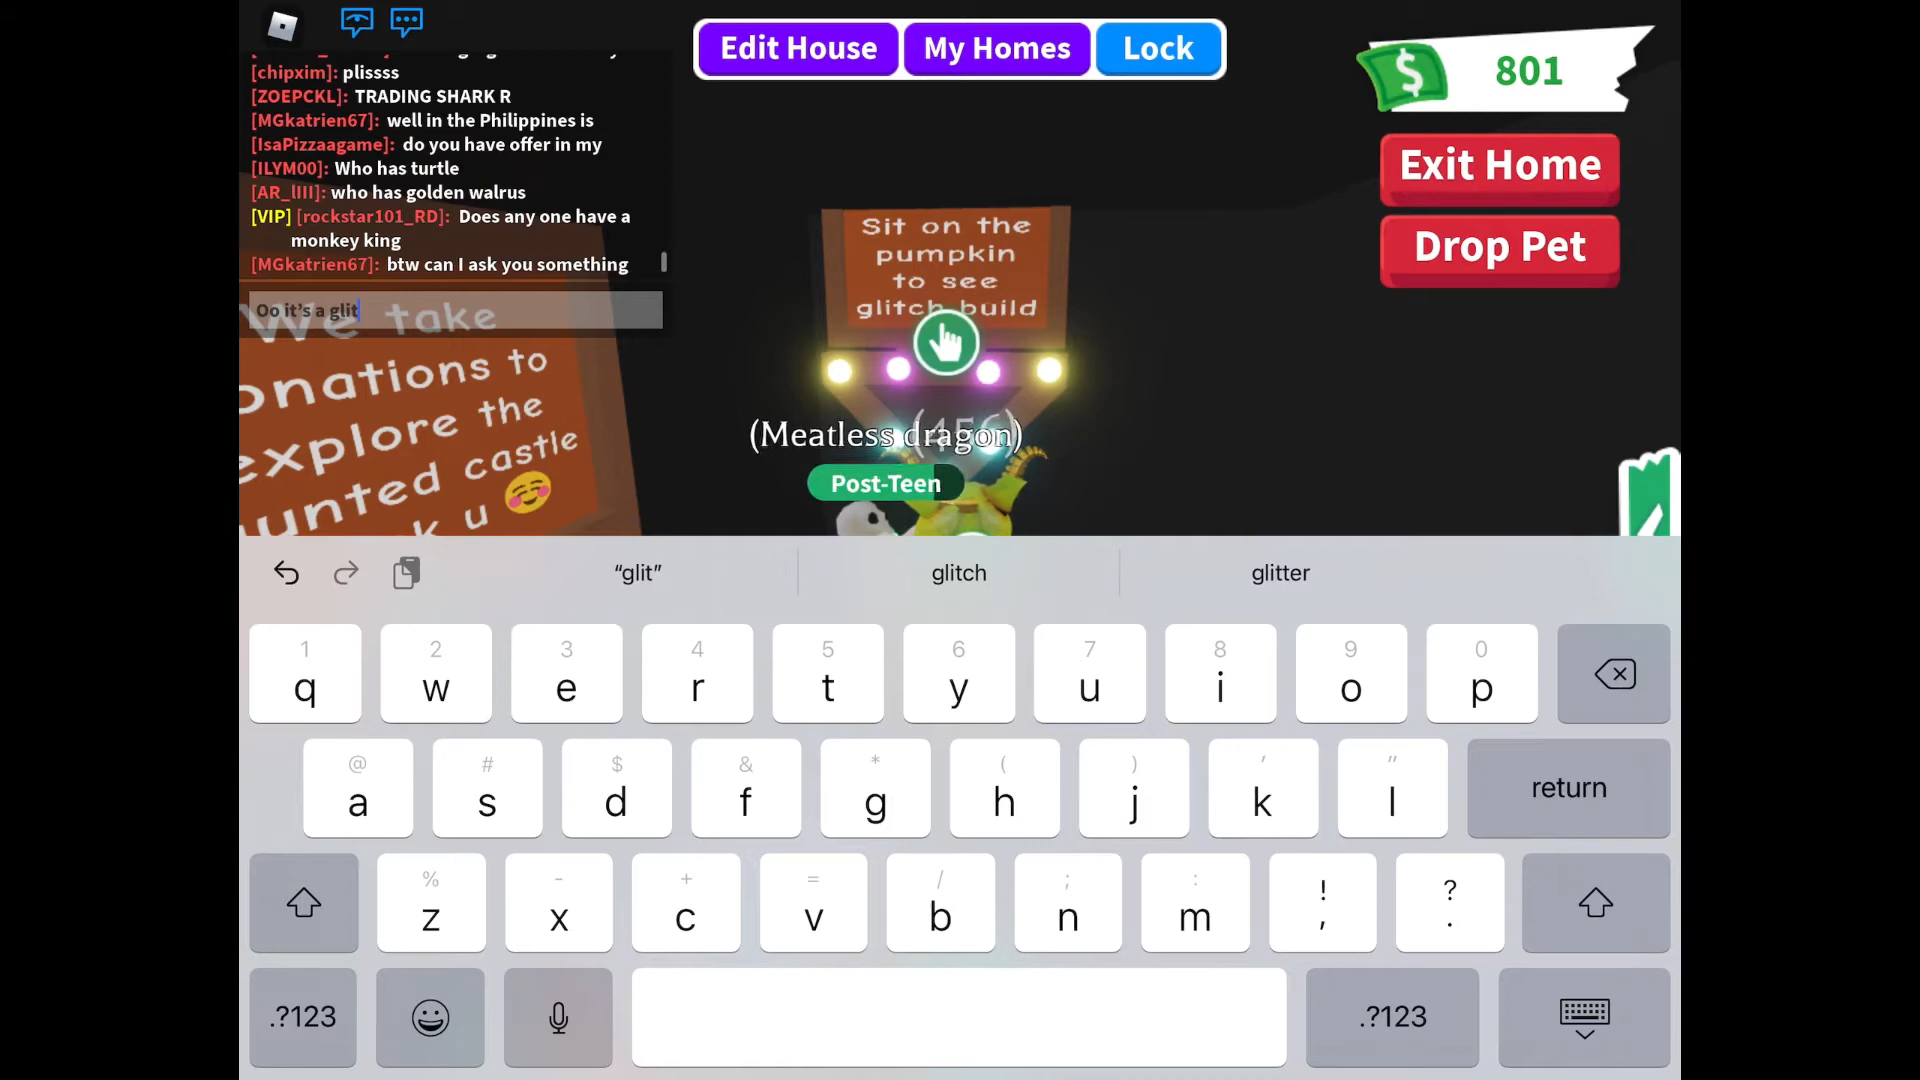 Edit House
My Homes
Lock
801
[chipxim]: plissss
[ZOEPCKL]: TRADING SHARK R
[MGkatrien67]: well in the Philippines is
[IsaPizzaagame]: do you have offer in my
[ILYM00]: Who has turtle
[AR_lIII]: who has golden walrus
[VIP] [rockstar101_RD]: Does any one have a
monkey king
[MGkatrien67]: btw can I ask you something
Oo it’s a glit
Exit Home
Drop Pet
Sit on the
pumpkin
to see
glitch build
We take
onations to
explore the
unted castle
k u 😊
(456)
(Meatless dragon)
Post-Teen
“glit”
glitch
glitter
1 2 3 4 5 6 7 8 9 0
q w e r t y u i o p
@ # $ & * ( ) ' "
a s d f g h j k l return
% - + = / ; : ! ?
z x c v b n m , .
.?123 .?123